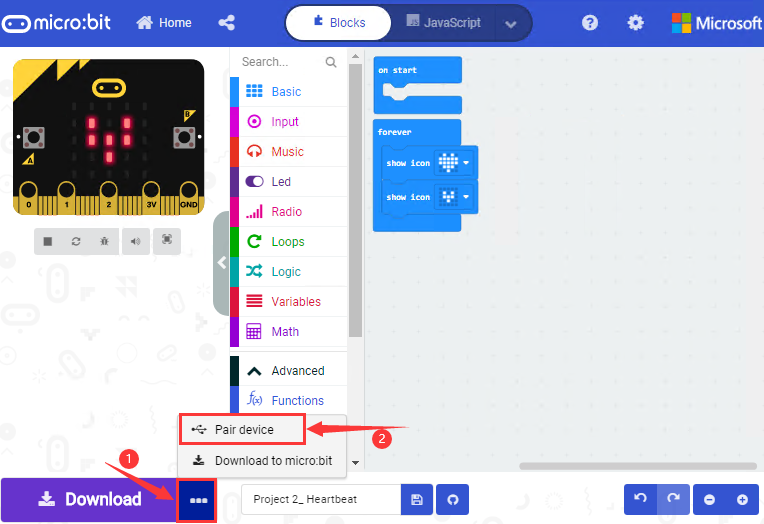 micro:bit Home Blocks JavaScript Microsoft
Search...
Basic
Input
Music
Led
Radio
Loops
Logic
Variables
Math
Advanced
Functions
on start
forever
show icon
show icon
A
B
0 1 2 3V GND
Pair device
2
Download to micro:bit
1
Download
Project 2_ Heartbeat